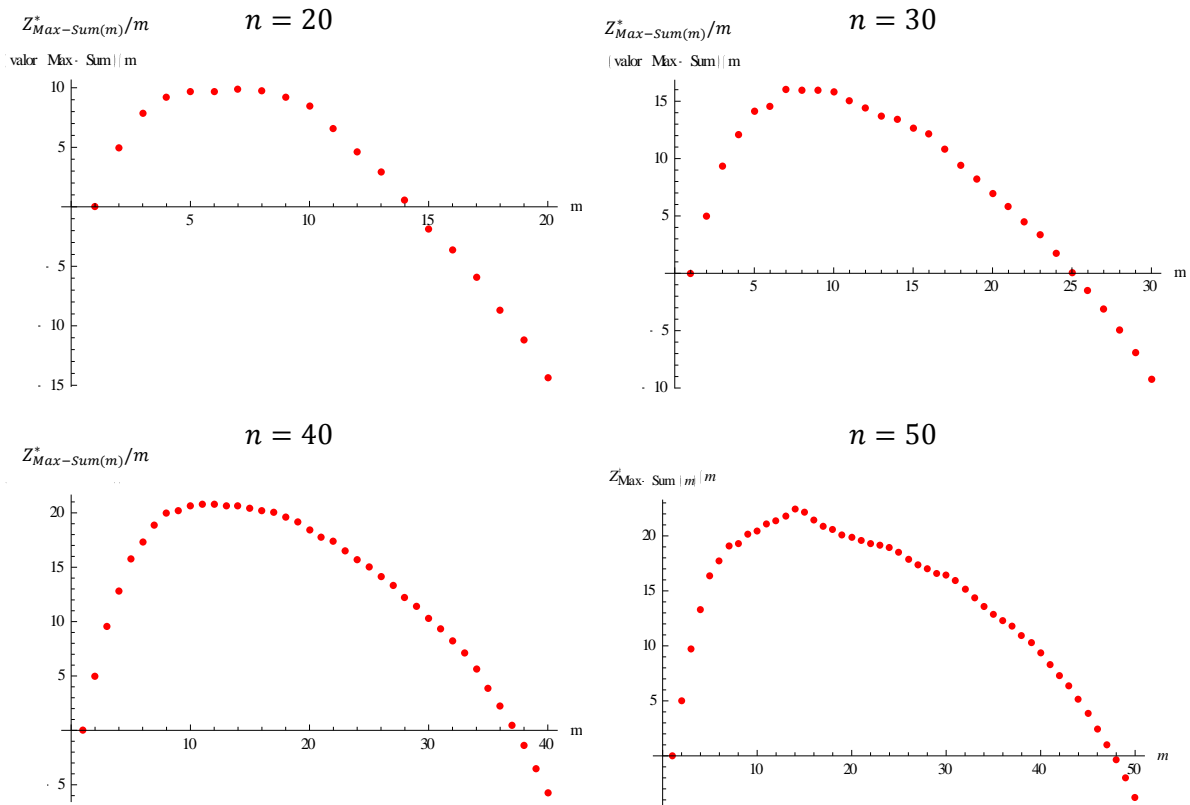 Z*Max−Sum(m)/m n = 20
valor Max- Sum m
10
5
5 10 15 20 m
- 5
- 10
- 15
Z*Max−Sum(m)/m n = 30
valor Max- Sum m
15
10
5
5 10 15 20 25 30 m
- 5
- 10
Z*Max−Sum(m)/m n = 40
20
15
10
5
10 20 30 40 m
- 5
n = 50
Z Max- Sum m m
20
15
10
5
10 20 30 40 50 m